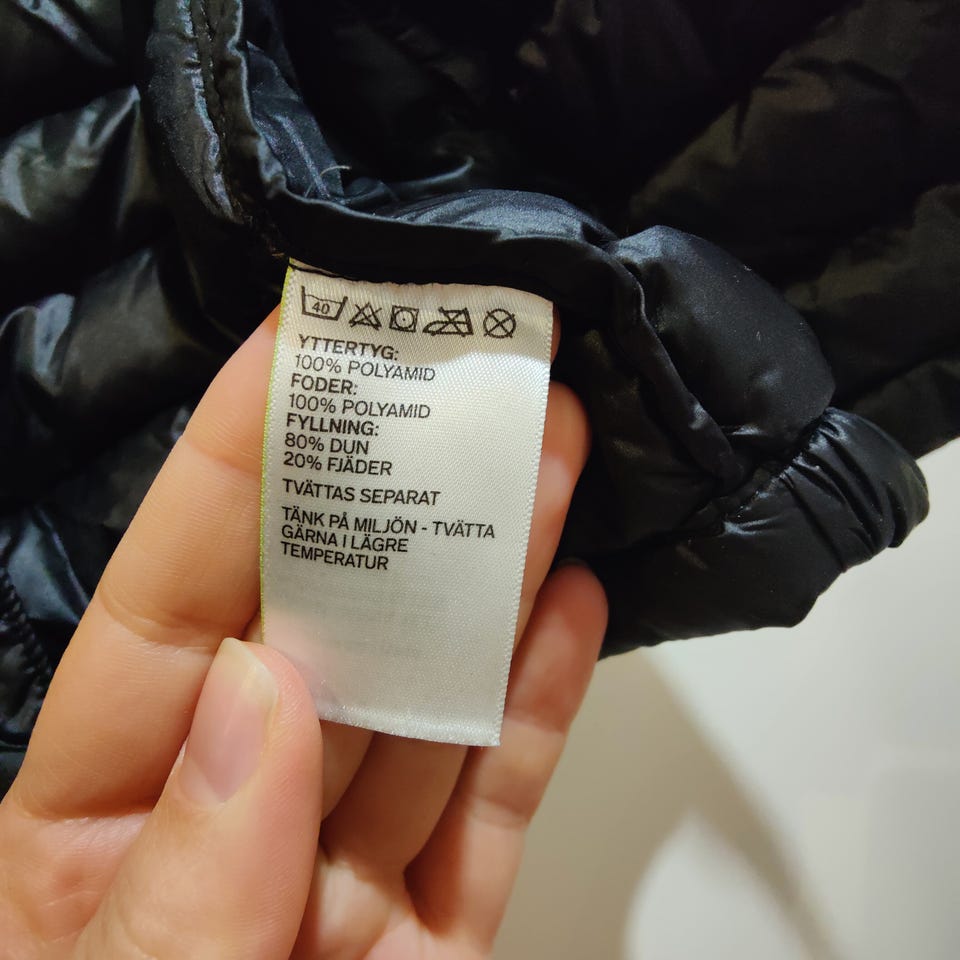 40
YTTERTYG:
100% POLYAMID
FODER:
100% POLYAMID
FYLLNING:
80% DUN
20% FJÄDER
TVÄTTAS SEPARAT
TÄNK PÅ MILJÖN - TVÄTTA
GÄRNA I LÄGRE
TEMPERATUR